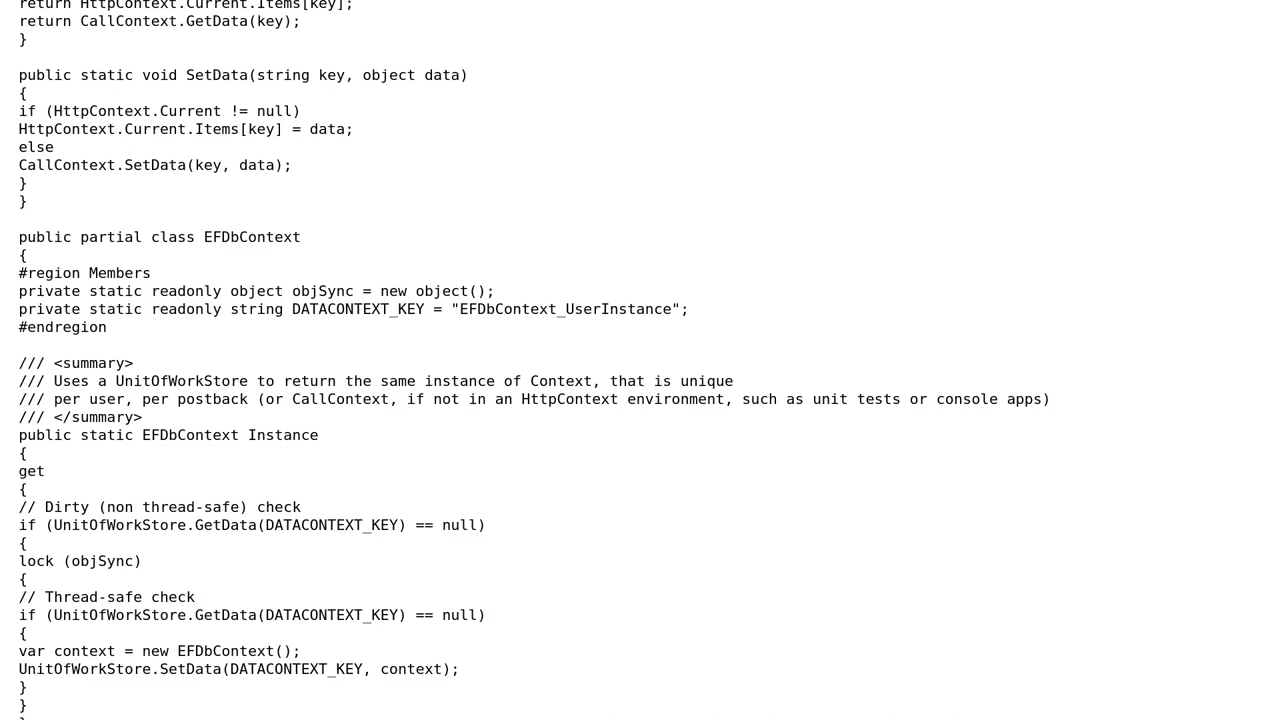 return HttpContext.Current.Items[key];
return CallContext.GetData(key);
}

public static void SetData(string key, object data)
{
if (HttpContext.Current != null)
HttpContext.Current.Items[key] = data;
else
CallContext.SetData(key, data);
}
}

public partial class EFDbContext
{
#region Members
private static readonly object objSync = new object();
private static readonly string DATACONTEXT_KEY = "EFDbContext_UserInstance";
#endregion

/// <summary>
/// Uses a UnitOfWorkStore to return the same instance of Context, that is unique
/// per user, per postback (or CallContext, if not in an HttpContext environment, such as unit tests or console apps)
/// </summary>
public static EFDbContext Instance
{
get
{
// Dirty (non thread-safe) check
if (UnitOfWorkStore.GetData(DATACONTEXT_KEY) == null)
{
lock (objSync)
{
// Thread-safe check
if (UnitOfWorkStore.GetData(DATACONTEXT_KEY) == null)
{
var context = new EFDbContext();
UnitOfWorkStore.SetData(DATACONTEXT_KEY, context);
}
}
}